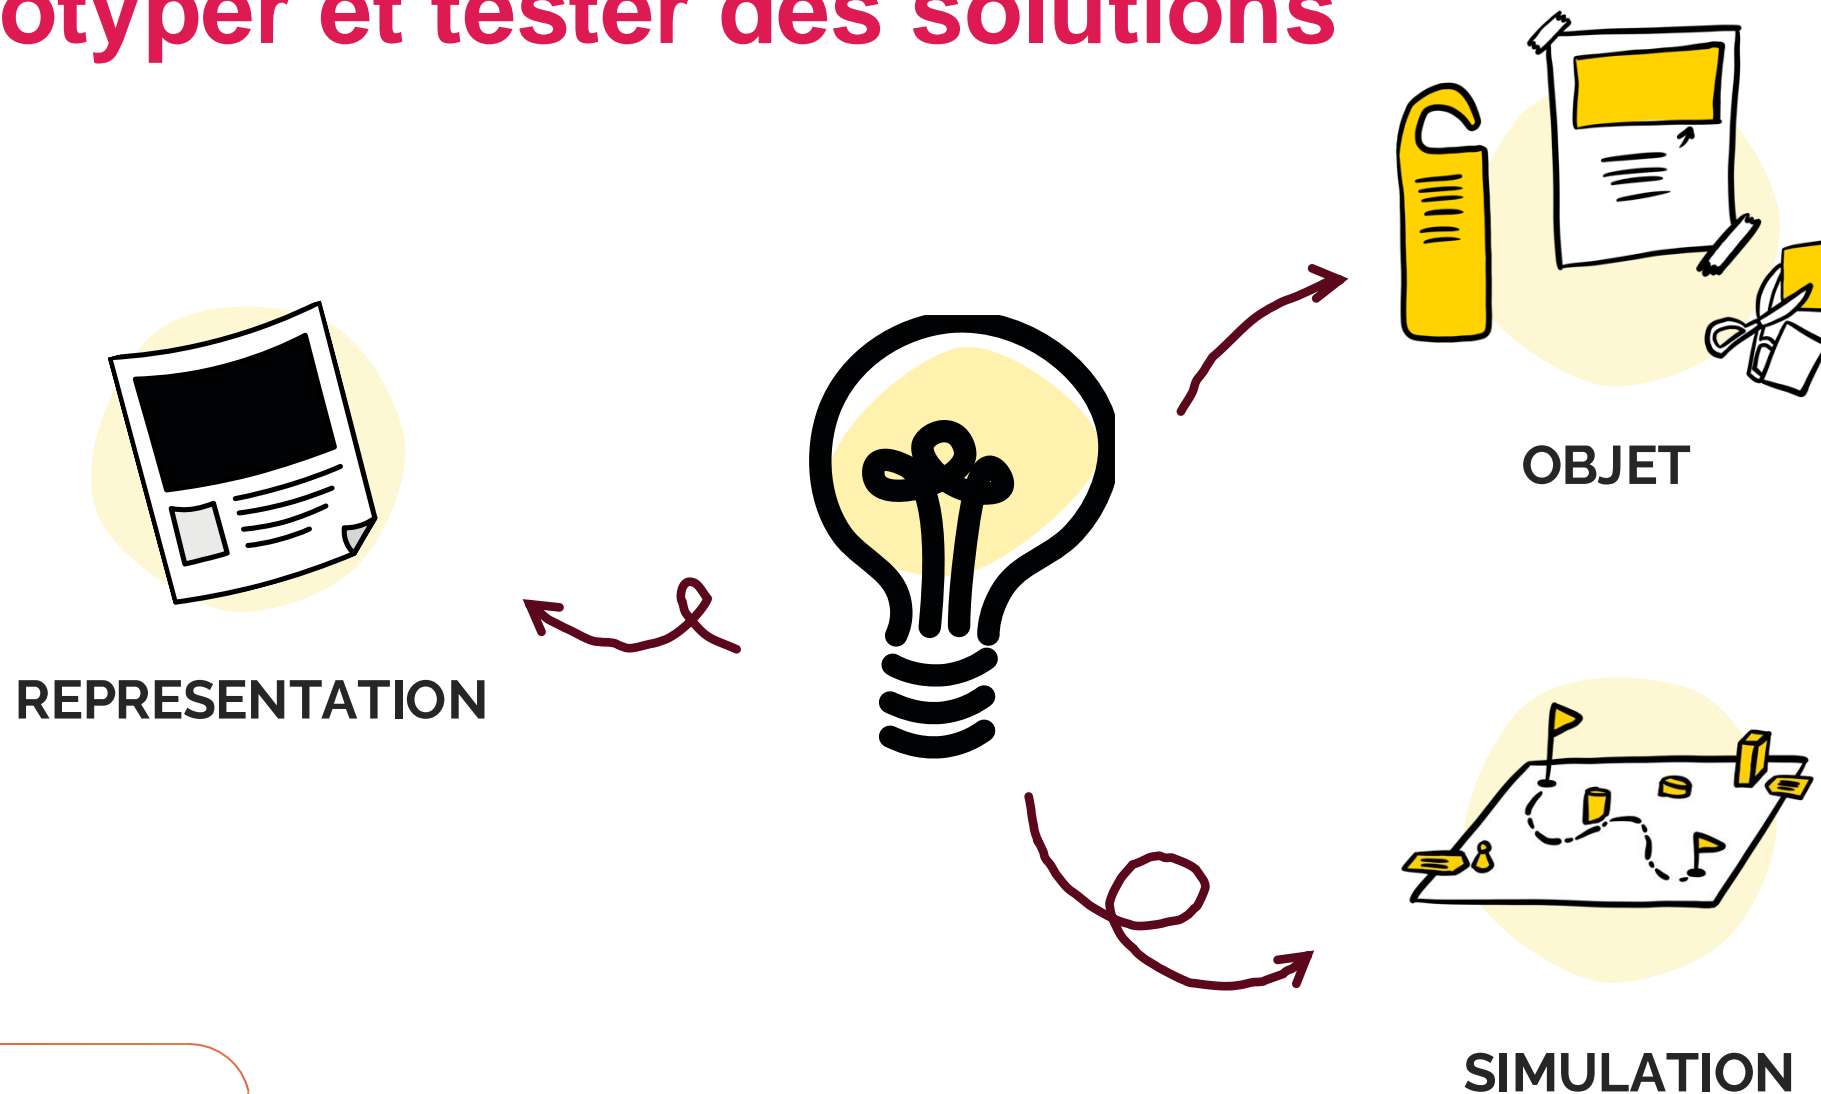 otyper et tester des solutions
OBJET
REPRESENTATION
SIMULATION